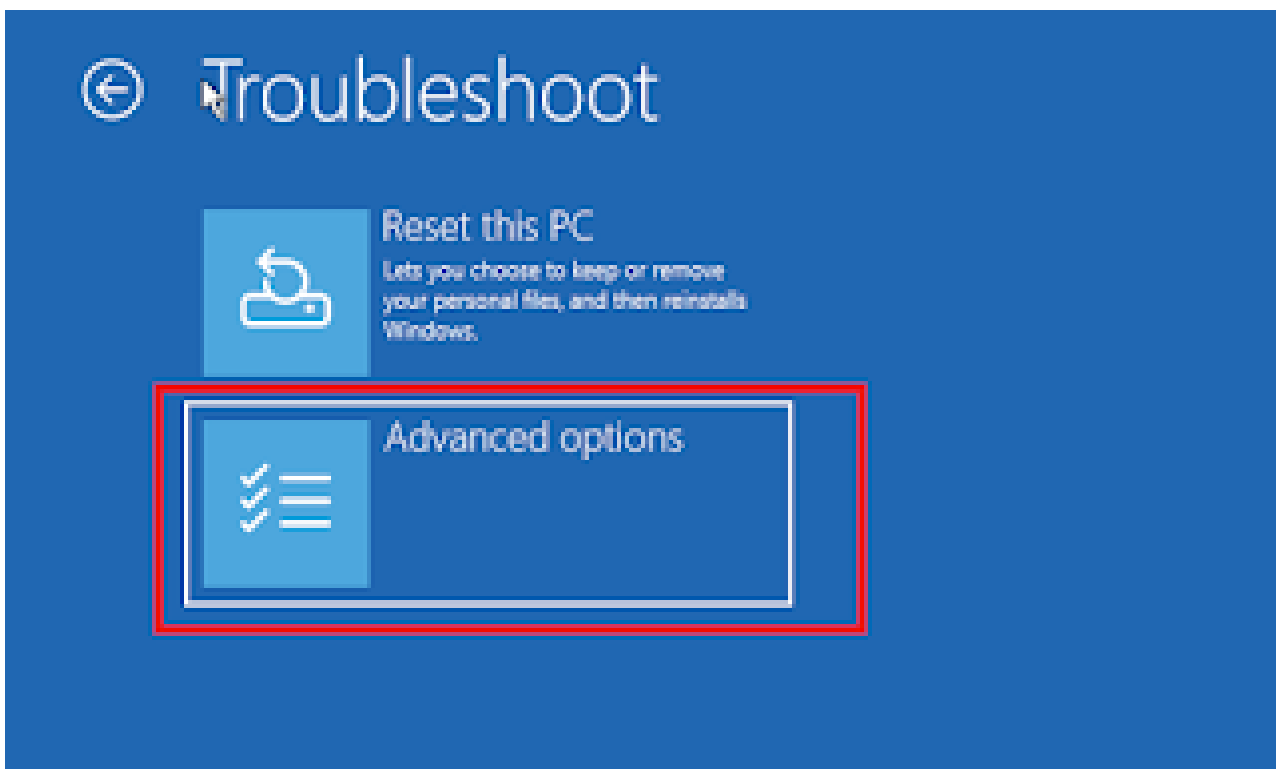 Troubleshoot
Reset this PC
Lets you choose to keep or remove
your personal files, and then reinstalls
Windows.
Advanced options